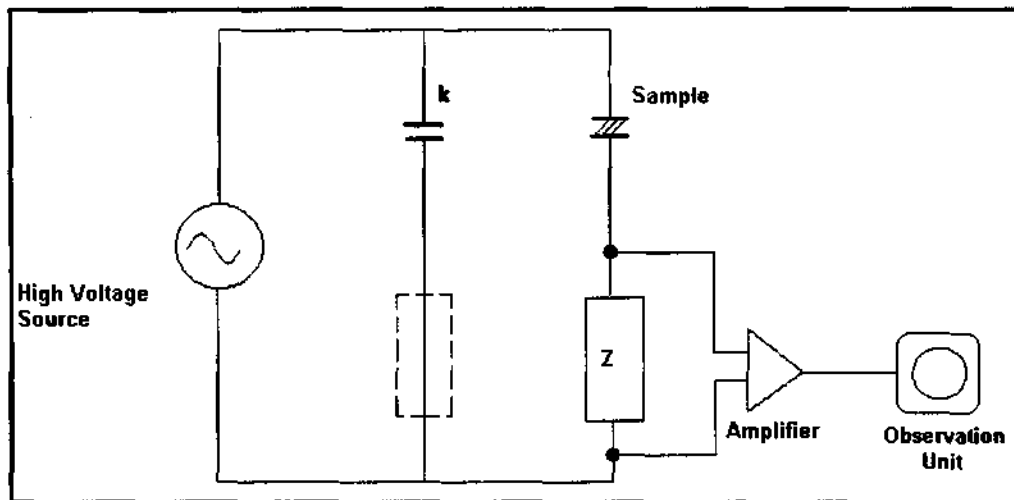 k
Sample
High Voltage
Source
Z
Amplifier
Observation
Unit